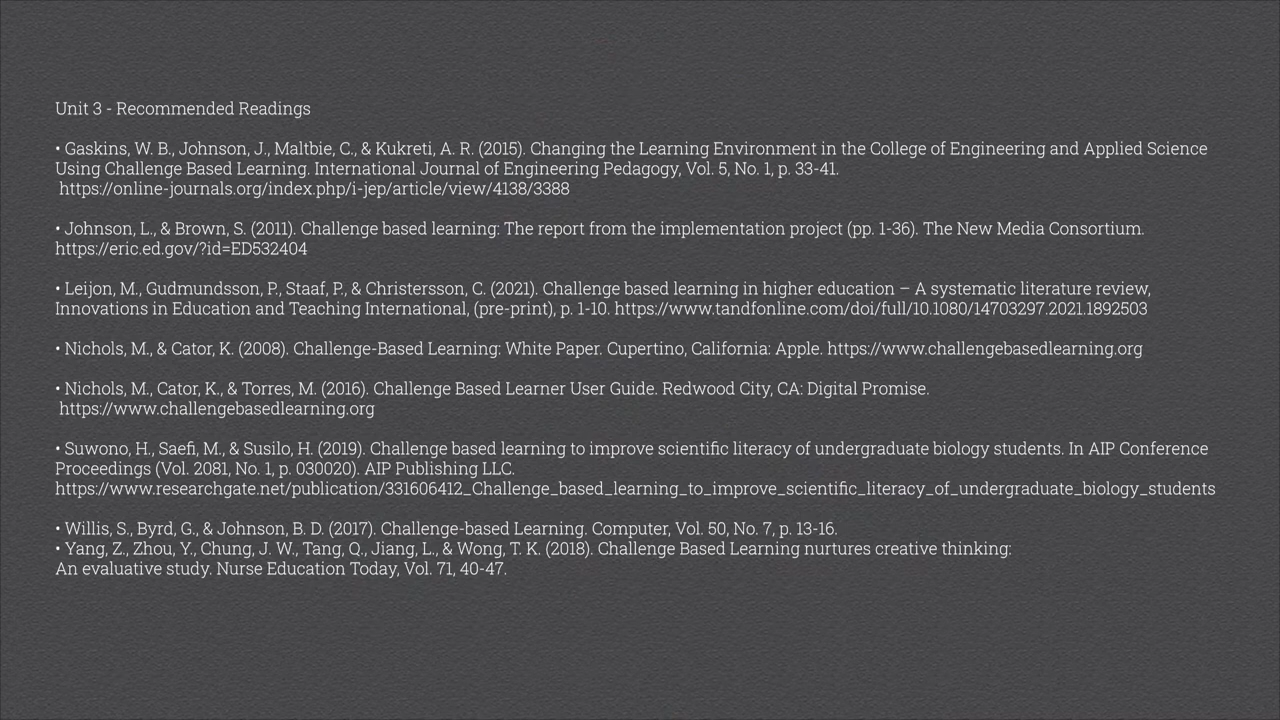 Unit 3 - Recommended Readings
• Gaskins, W. B., Johnson, J., Maltbie, C., & Kukreti, A. R. (2015). Changing the Learning Environment in the College of Engineering and Applied Science
Using Challenge Based Learning. International Journal of Engineering Pedagogy, Vol. 5, No. 1, p. 33-41.
https://online-journals.org/index.php/i-jep/article/view/4138/3388
• Johnson, L., & Brown, S. (2011). Challenge based learning: The report from the implementation project (pp. 1-36). The New Media Consortium.
https://eric.ed.gov/?id=ED532404
• Leijon, M., Gudmundsson, P., Staaf, P., & Christersson, C. (2021). Challenge based learning in higher education – A systematic literature review,
Innovations in Education and Teaching International, (pre-print), p. 1-10. https://www.tandfonline.com/doi/full/10.1080/14703297.2021.1892503
• Nichols, M., & Cator, K. (2008). Challenge-Based Learning: White Paper. Cupertino, California: Apple. https://www.challengebasedlearning.org
• Nichols, M., Cator, K., & Torres, M. (2016). Challenge Based Learner User Guide. Redwood City, CA: Digital Promise.
https://www.challengebasedlearning.org
• Suwono, H., Saefi, M., & Susilo, H. (2019). Challenge based learning to improve scientific literacy of undergraduate biology students. In AIP Conference
Proceedings (Vol. 2081, No. 1, p. 030020). AIP Publishing LLC.
https://www.researchgate.net/publication/331606412_Challenge_based_learning_to_improve_scientific_literacy_of_undergraduate_biology_students
• Willis, S., Byrd, G., & Johnson, B. D. (2017). Challenge-based Learning. Computer, Vol. 50, No. 7, p. 13-16.
• Yang, Z., Zhou, Y., Chung, J. W., Tang, Q., Jiang, L., & Wong, T. K. (2018). Challenge Based Learning nurtures creative thinking:
An evaluative study. Nurse Education Today, Vol. 71, 40-47.